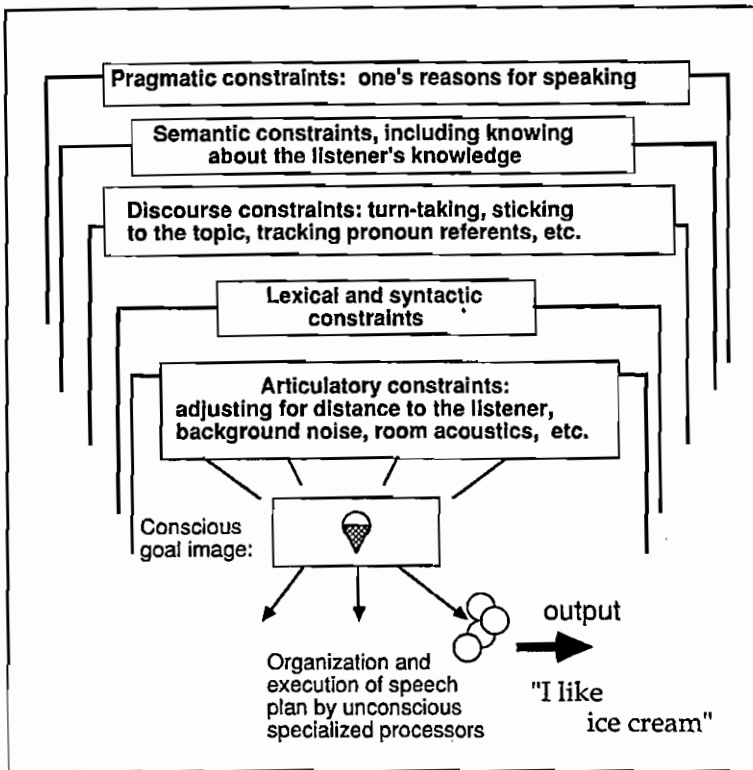 Pragmatic constraints: one's reasons for speaking
Semantic constraints, including knowing
about the listener's knowledge
Discourse constraints: turn-taking, sticking
to the topic, tracking pronoun referents, etc.
Lexical and syntactic
constraints
Articulatory constraints:
adjusting for distance to the listener,
background noise, room acoustics, etc.
Conscious
goal image:
output
Organization and
execution of speech
plan by unconscious
specialized processors
"I like
ice cream"